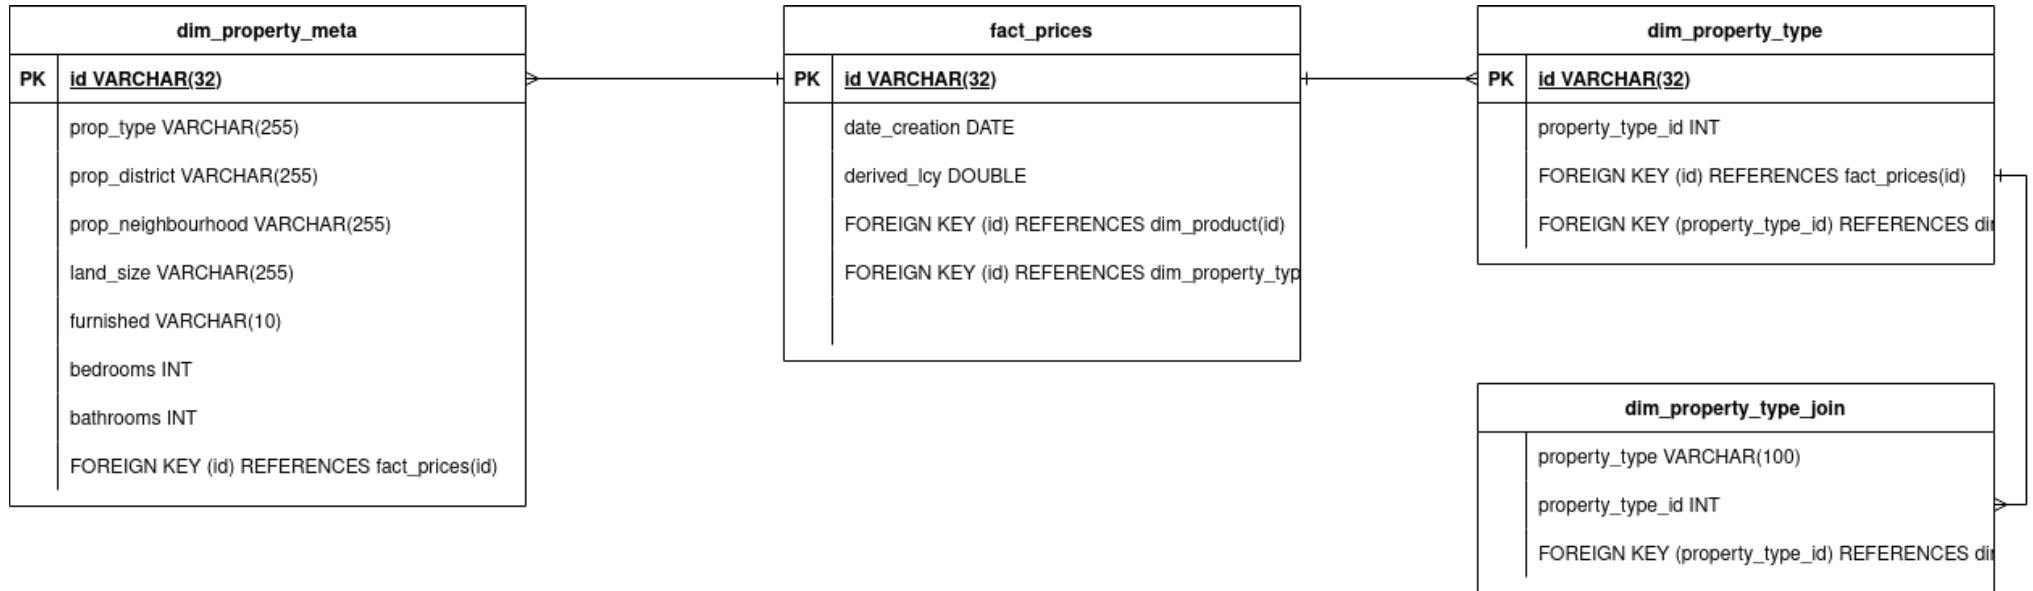 dim_property_meta
PK id VARCHAR(32)
prop_type VARCHAR(255)
prop_district VARCHAR(255)
prop_neighbourhood VARCHAR(255)
land_size VARCHAR(255)
furnished VARCHAR(10)
bedrooms INT
bathrooms INT
FOREIGN KEY (id) REFERENCES fact_prices(id)
fact_prices
PK id VARCHAR(32)
date_creation DATE
derived_lcy DOUBLE
FOREIGN KEY (id) REFERENCES dim_product(id)
FOREIGN KEY (id) REFERENCES dim_property_typ
dim_property_type
PK id VARCHAR(32)
property_type_id INT
FOREIGN KEY (id) REFERENCES fact_prices(id)
FOREIGN KEY (property_type_id) REFERENCES
dim_property_type_join
property_type VARCHAR(100)
property_type_id INT
FOREIGN KEY (property_type_id) REFERENCES